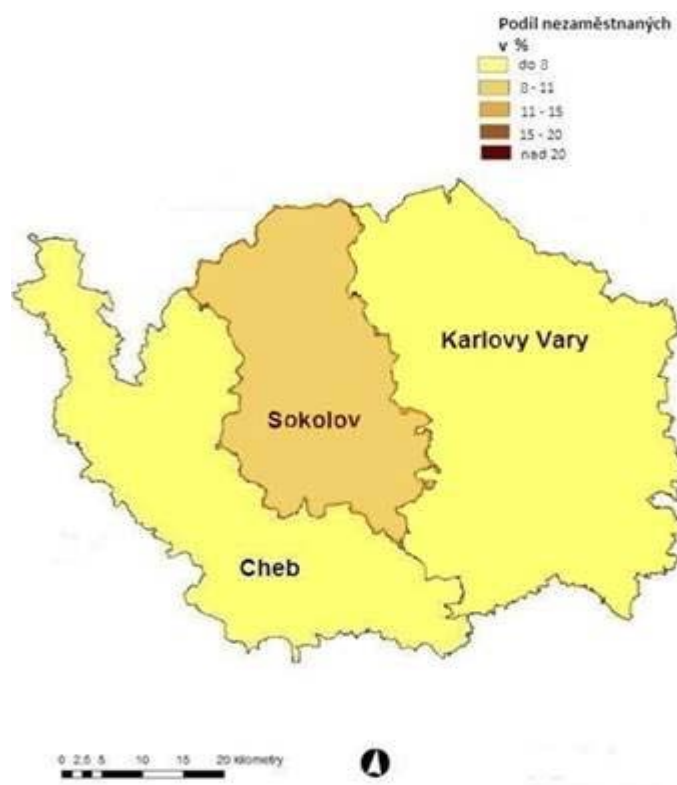 Podíl nezaměstnaných
v %
do 8
8 - 11
11 - 15
15 - 20
nad 20
Karlovy Vary
Sokolov
Cheb
0 2,5 5 10 15 20 kilometry